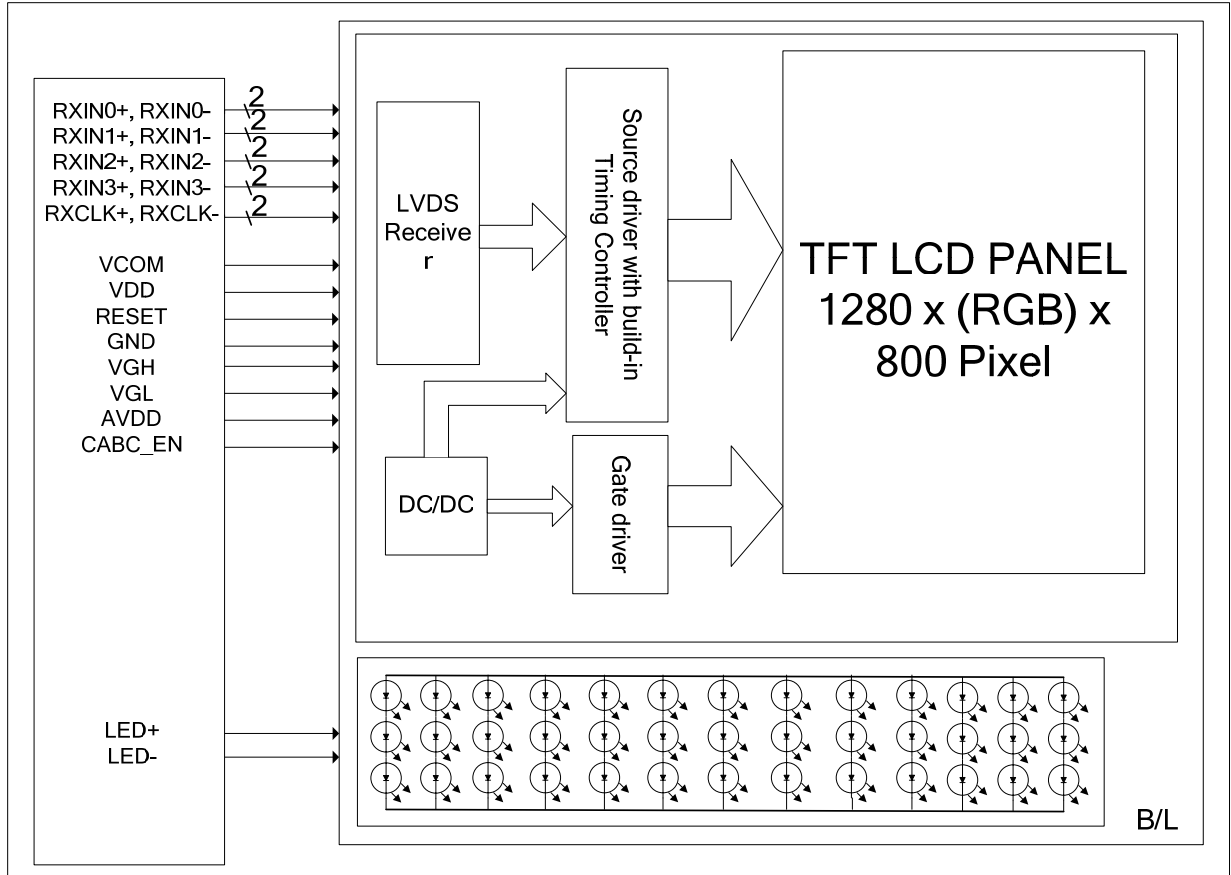 RXIN0+, RXIN0-
2
RXIN1+, RXIN1-
2
RXIN2+, RXIN2-
2
RXIN3+, RXIN3-
2
RXCLK+, RXCLK-
2
VCOM
VDD
RESET
GND
VGH
VGL
AVDD
CABC_EN
LED+
LED-
LVDS
Receive
r
Source driver with build-in
Timing Controller
DC/DC
Gate driver
TFT LCD PANEL
1280 x (RGB) x
800 Pixel
B/L